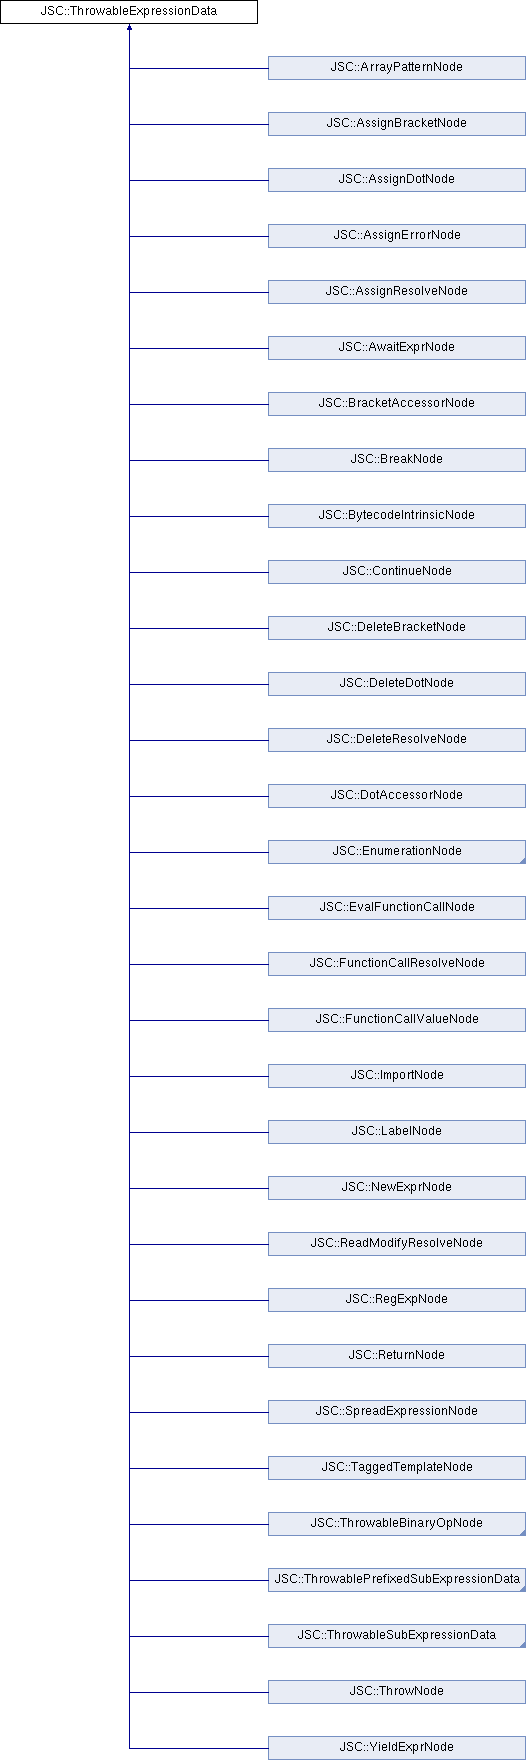 JSC::ThrowableExpressionData
JSC::ArrayPatternNode
JSC::AssignBracketNode
JSC::AssignDotNode
JSC::AssignErrorNode
JSC::AssignResolveNode
JSC::AwaitExprNode
JSC::BracketAccessorNode
JSC::BreakNode
JSC::BytecodeIntrinsicNode
JSC::ContinueNode
JSC::DeleteBracketNode
JSC::DeleteDotNode
JSC::DeleteResolveNode
JSC::DotAccessorNode
JSC::EnumerationNode
JSC::EvalFunctionCallNode
JSC::FunctionCallResolveNode
JSC::FunctionCallValueNode
JSC::ImportNode
JSC::LabelNode
JSC::NewExprNode
JSC::ReadModifyResolveNode
JSC::RegExpNode
JSC::ReturnNode
JSC::SpreadExpressionNode
JSC::TaggedTemplateNode
JSC::ThrowableBinaryOpNode
JSC::ThrowablePrefixedSubExpressionData
JSC::ThrowableSubExpressionData
JSC::ThrowNode
JSC::YieldExprNode